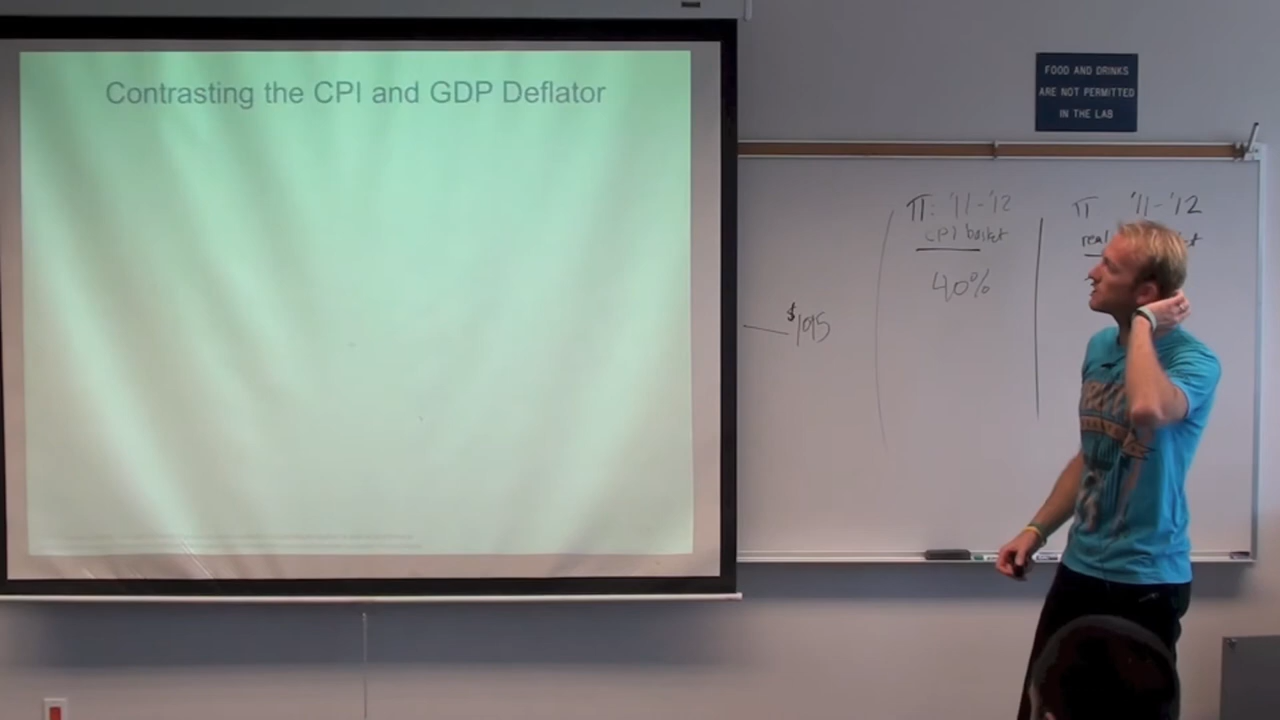 Contrasting the CPI and GDP Deflator
FOOD AND DRINKS
ARE NOT PERMITTED
IN THE LAB
π: '11-'12
CPI basket
40%
$1095
π '11-'12
real